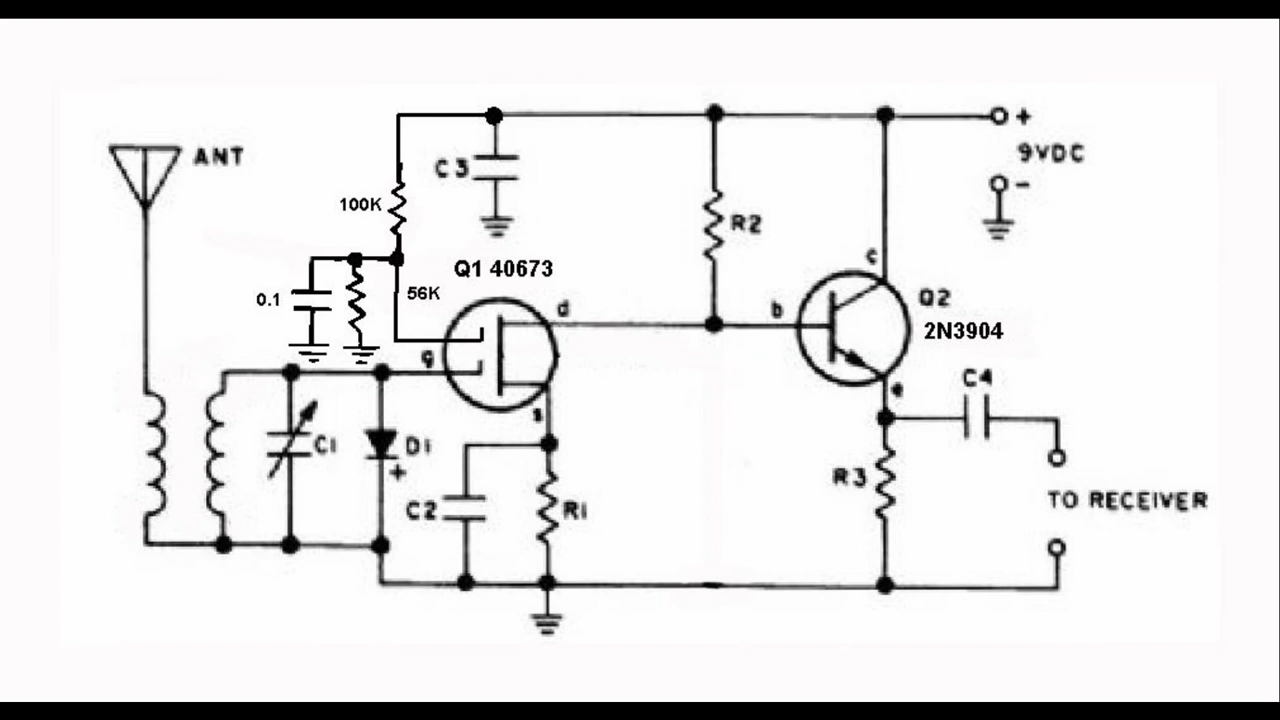 ANT
C3
100K
0.1
56K
Q1 40673
g
d
s
R2
b
c
e
Q2
2N3904
+
9VDC
-
C1
D1
+
C2
R1
R3
C4
TO RECEIVER